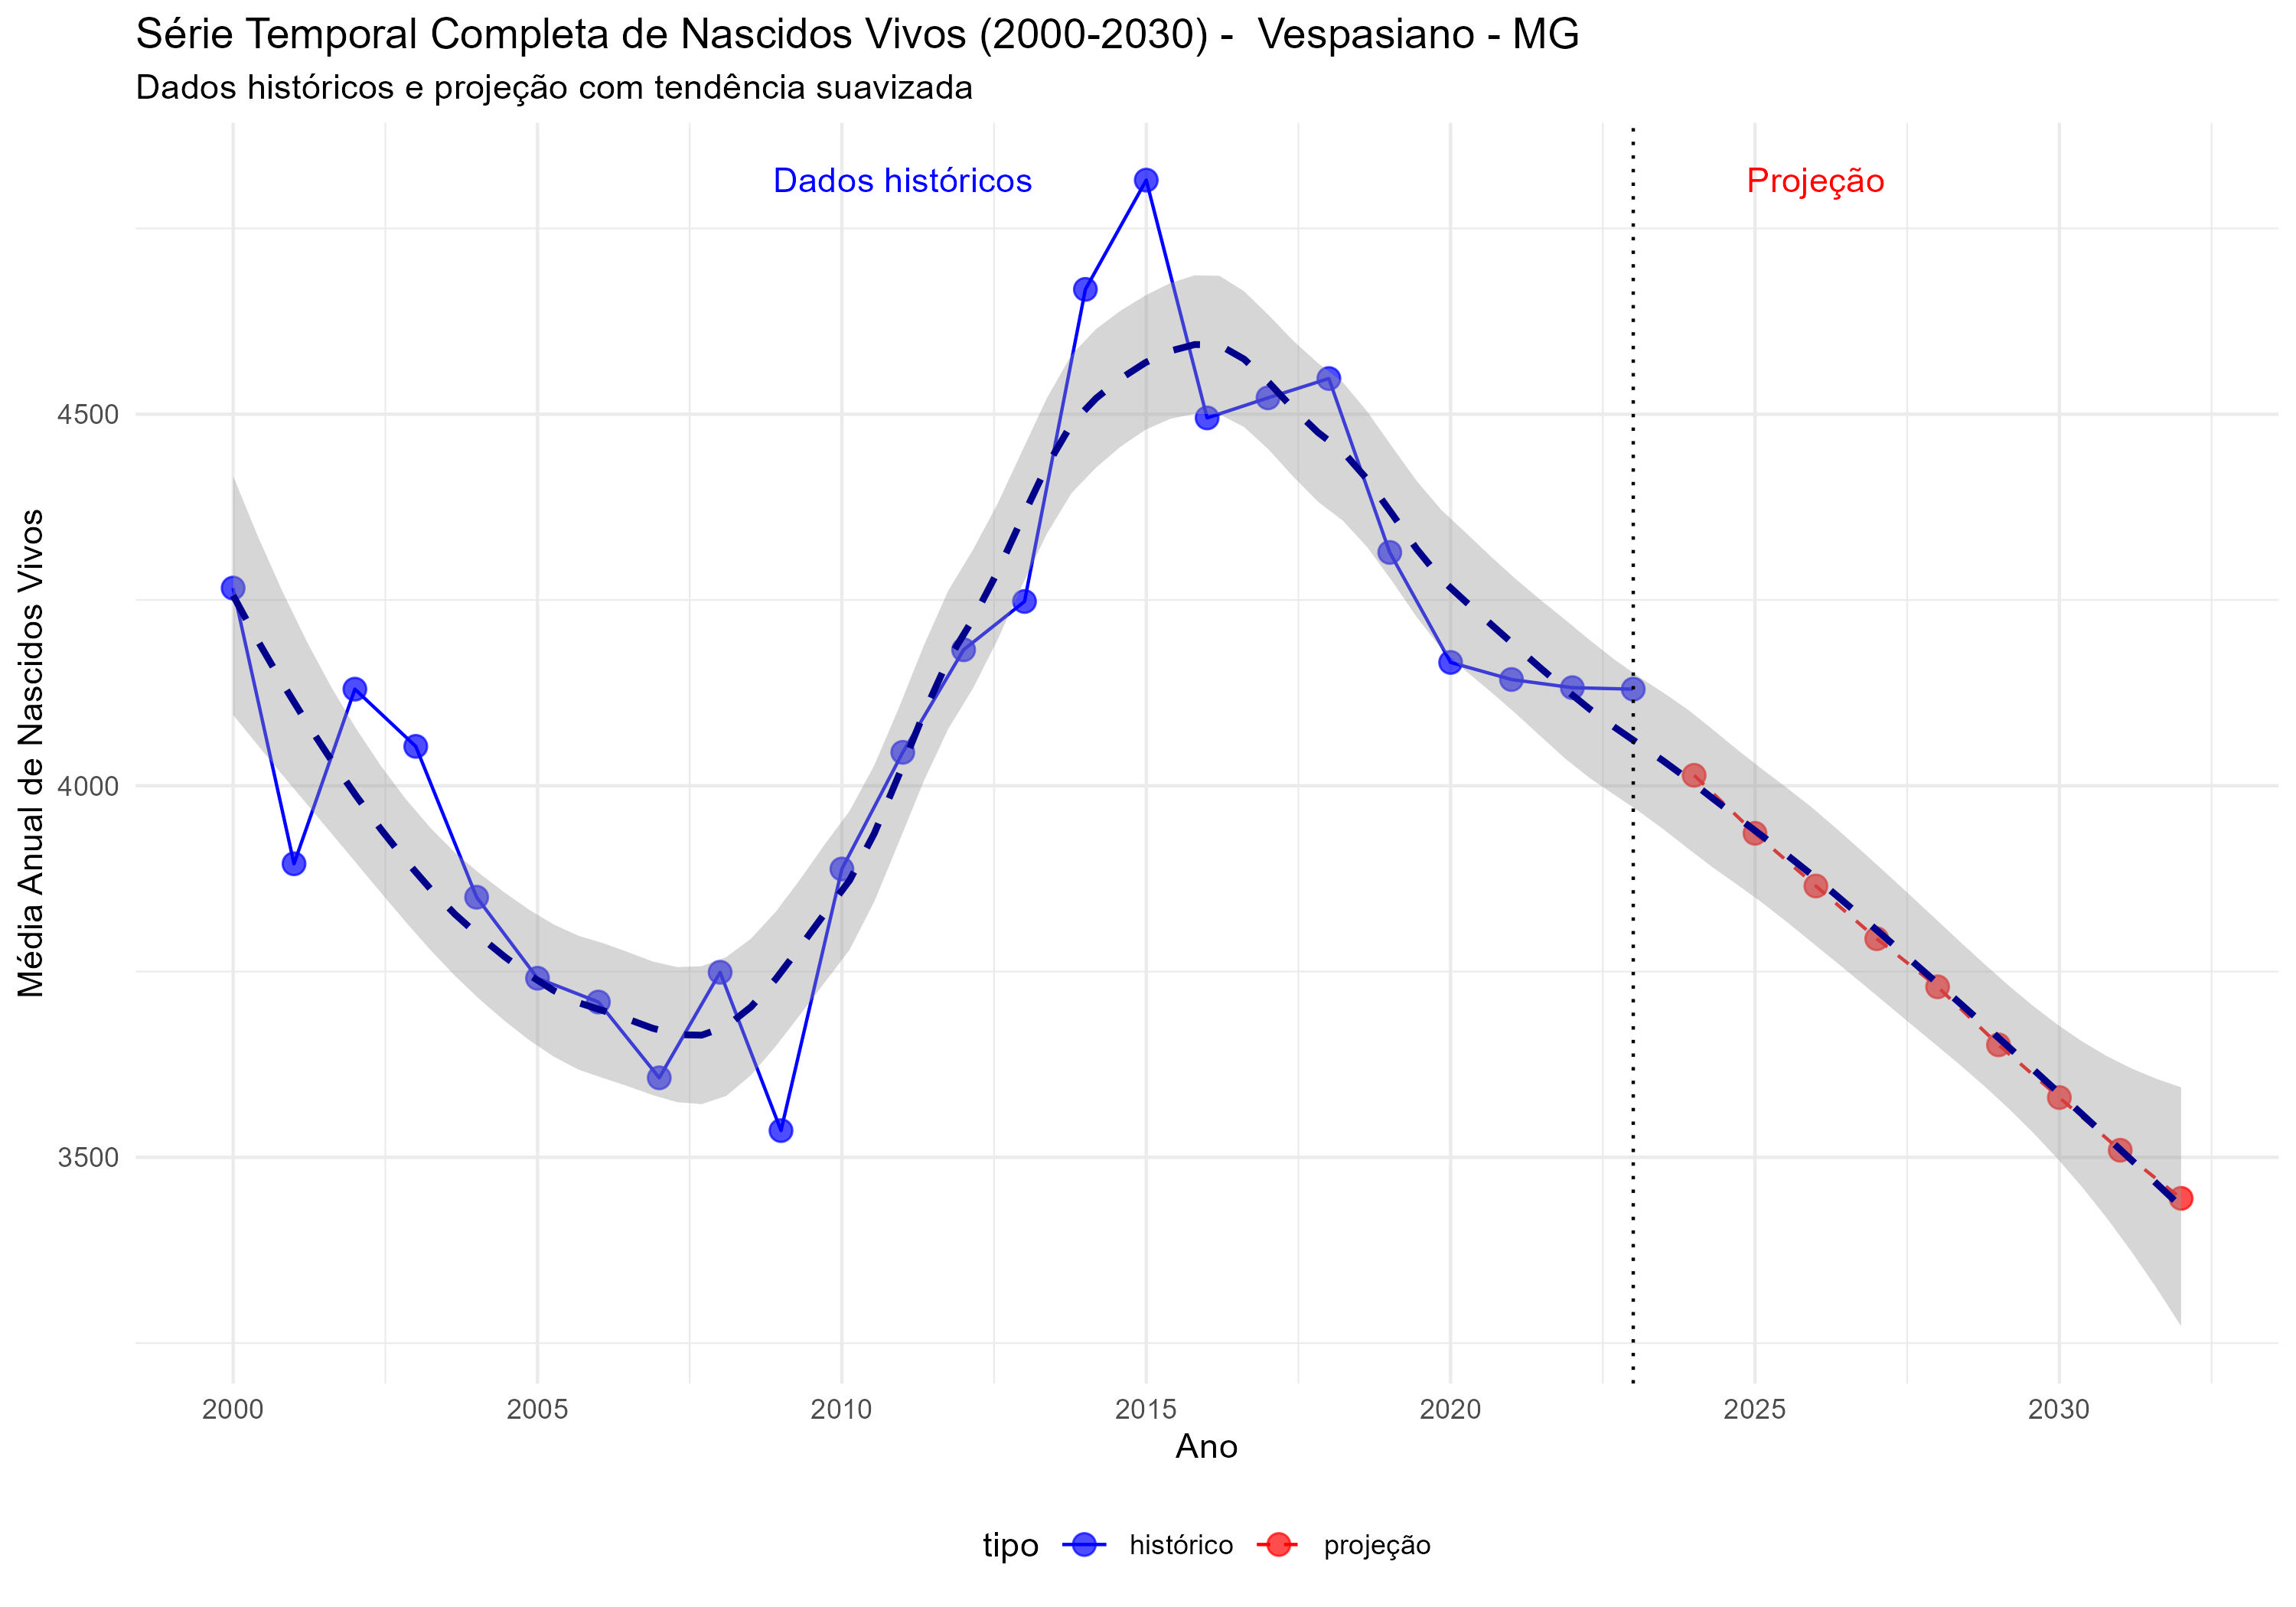 Série Temporal Completa de Nascidos Vivos (2000-2030) -  Vespasiano - MG
Dados históricos e projeção com tendência suavizada
Dados históricos
Projeção
Média Anual de Nascidos Vivos
4500
4000
3500
2000
2005
2010
2015
2020
2025
2030
Ano
tipo
histórico
projeção